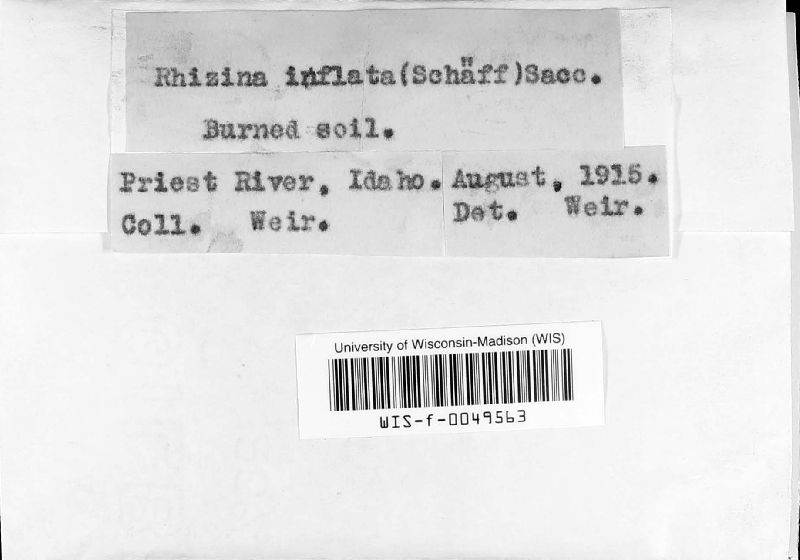 Rhizina inflata(Schäff)Sacc.
Burned soil.
Priest River, Idaho. August, 1915.
Coll. Weir. Det. Weir.
University of Wisconsin-Madison (WIS)
WIS-f-0049563